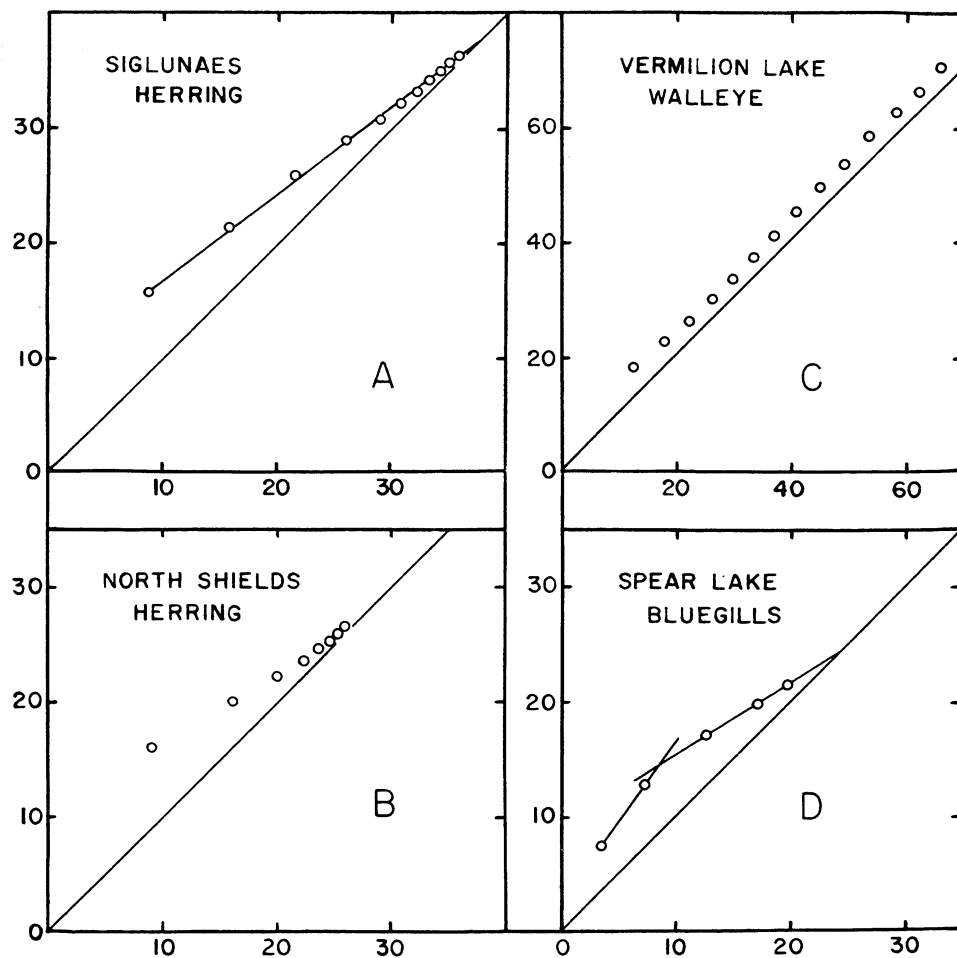 SIGLUNAES
HERRING
30
20
10
0
10 20 30
A
VERMILION LAKE
WALLEYE
60
40
20
0
20 40 60
C
NORTH SHIELDS
HERRING
30
20
10
0
10 20 30
B
SPEAR LAKE
BLUEGILLS
30
20
10
0 10 20 30
D